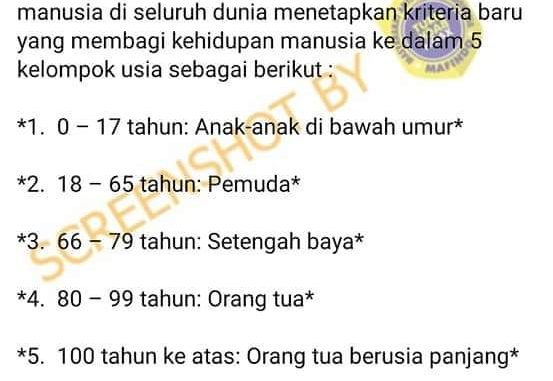 manusia di seluruh dunia menetapkan kriteria baru
yang membagi kehidupan manusia ke dalam 5
kelompok usia sebagai berikut :
*1. 0 – 17 tahun: Anak-anak di bawah umur*
*2. 18 – 65 tahun: Pemuda*
*3. 66 – 79 tahun: Setengah baya*
*4. 80 – 99 tahun: Orang tua*
*5. 100 tahun ke atas: Orang tua berusia panjang*
SCREENSHOT BY
MAFINDO